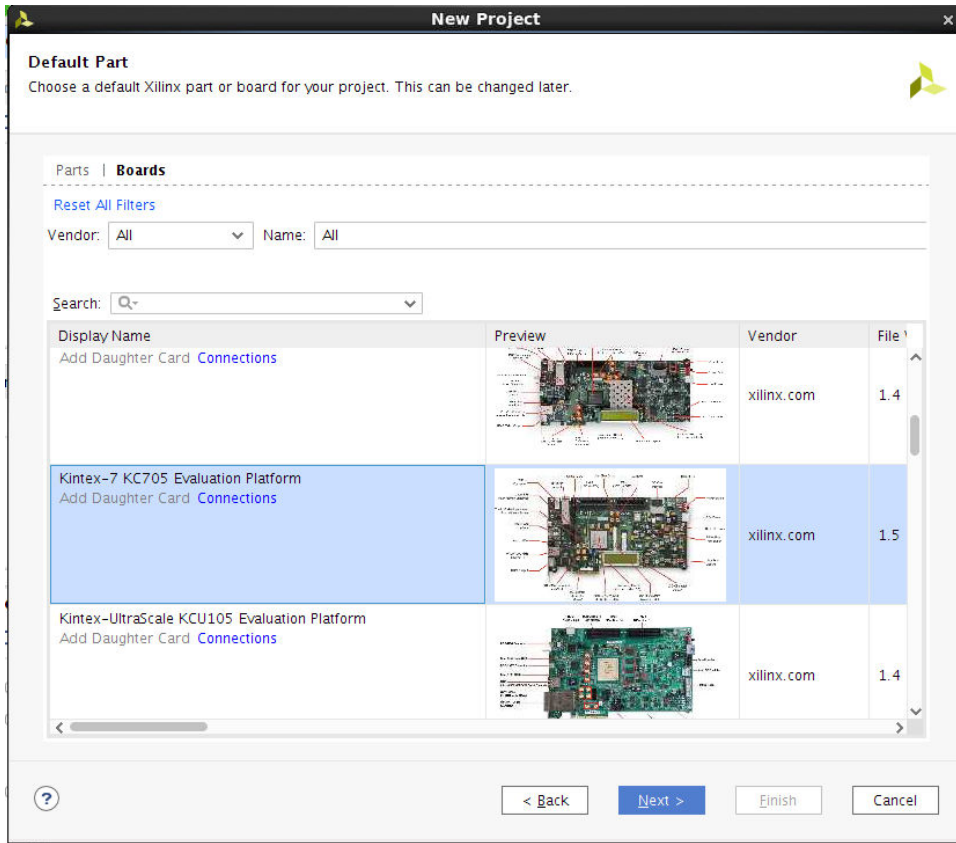 New Project
Default Part
Choose a default Xilinx part or board for your project. This can be changed later.
Parts | Boards
Reset All Filters
Vendor: All Name: All
Search:
Display Name Preview Vendor File
Add Daughter Card Connections
xilinx.com 1.4
Kintex-7 KC705 Evaluation Platform
Add Daughter Card Connections
xilinx.com 1.5
Kintex-UltraScale KCU105 Evaluation Platform
Add Daughter Card Connections
xilinx.com 1.4
? < Back Next > Finish Cancel